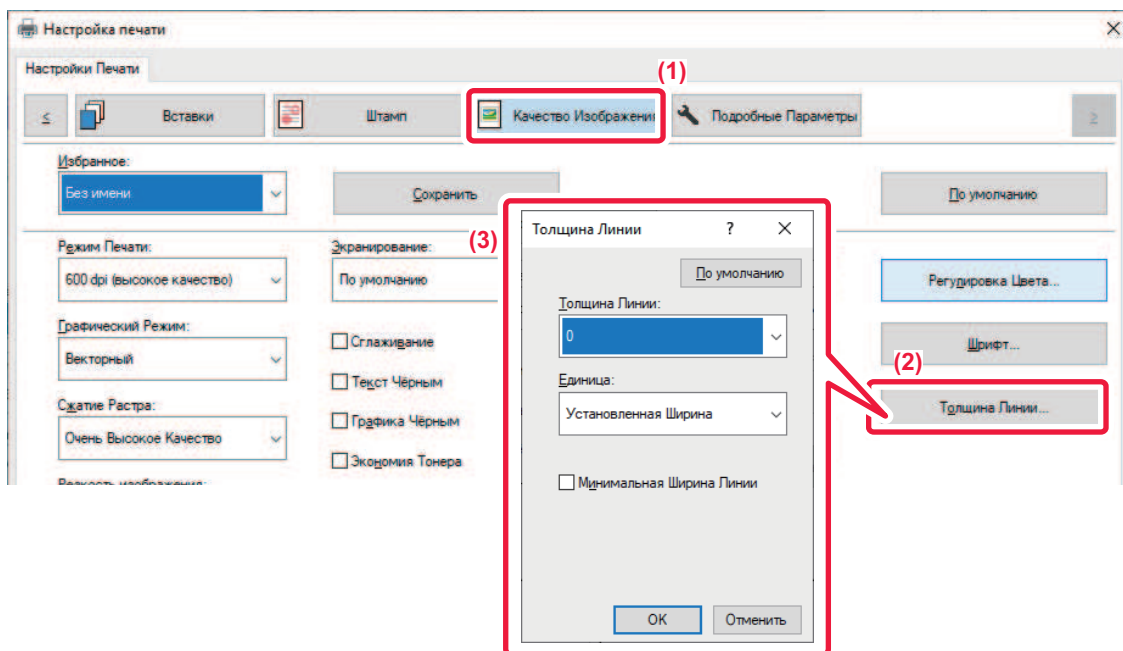 Настройка печати
Настройки Печати
(1)
≤ Вставки Штамп Качество Изображения Подробные Параметры ≥
Избранное:
Без имени Сохранить По умолчанию
(3)
Толщина Линии ? ×
Режим Печати: Экранирование:
По умолчанию
600 dpi (высокое качество) По умолчанию Регулировка Цвета...
Толщина Линии:
Графический Режим:
0
Сглаживание Шрифт...
Векторный
(2)
Текст Чёрным Единица:
Сжатие Растра: Толщина Линии...
Графика Чёрным Установленная Ширина
Очень Высокое Качество
Экономия Тонера
Резкость изображения: Минимальная Ширина Линии
OK Отменить